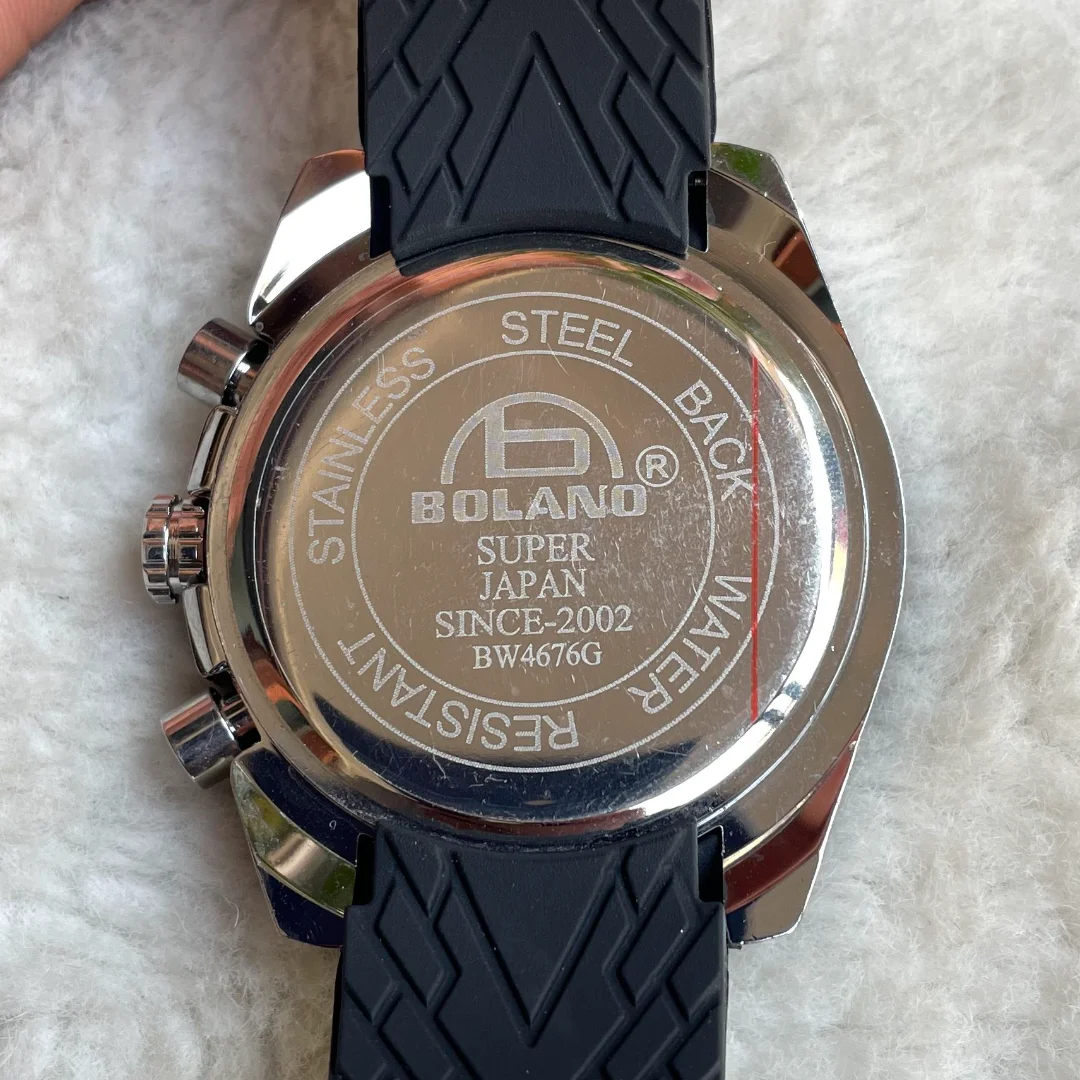 STAINLESS STEEL BACK WATER RESISTANT
b
BOLANO®
SUPER
JAPAN
SINCE-2002
BW4676G